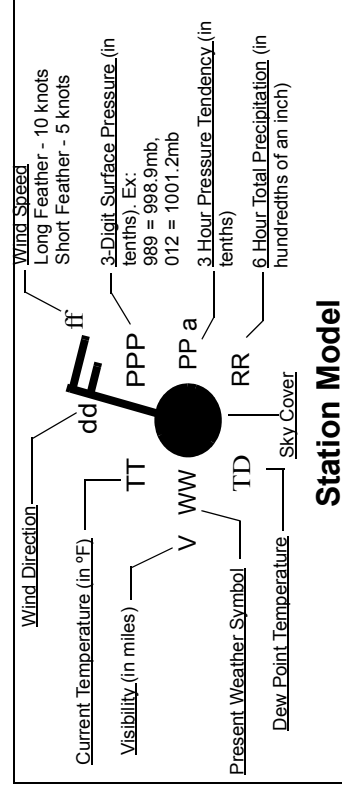 Wind Direction
Current Temperature (in ºF)
Visibility (in miles)
Present Weather Symbol
Dew Point Temperature
dd
ff
TT
PPP
V
WW
PP a
TD
RR
Sky Cover
Wind Speed
Long Feather - 10 knots
Short Feather - 5 knots
3-Digit Surface Pressure (in
tenths). Ex:
989 = 998.9mb,
012 = 1001.2mb
3 Hour Pressure Tendency (in
tenths)
6 Hour Total Precipitation (in
hundredths of an inch)
Station Model